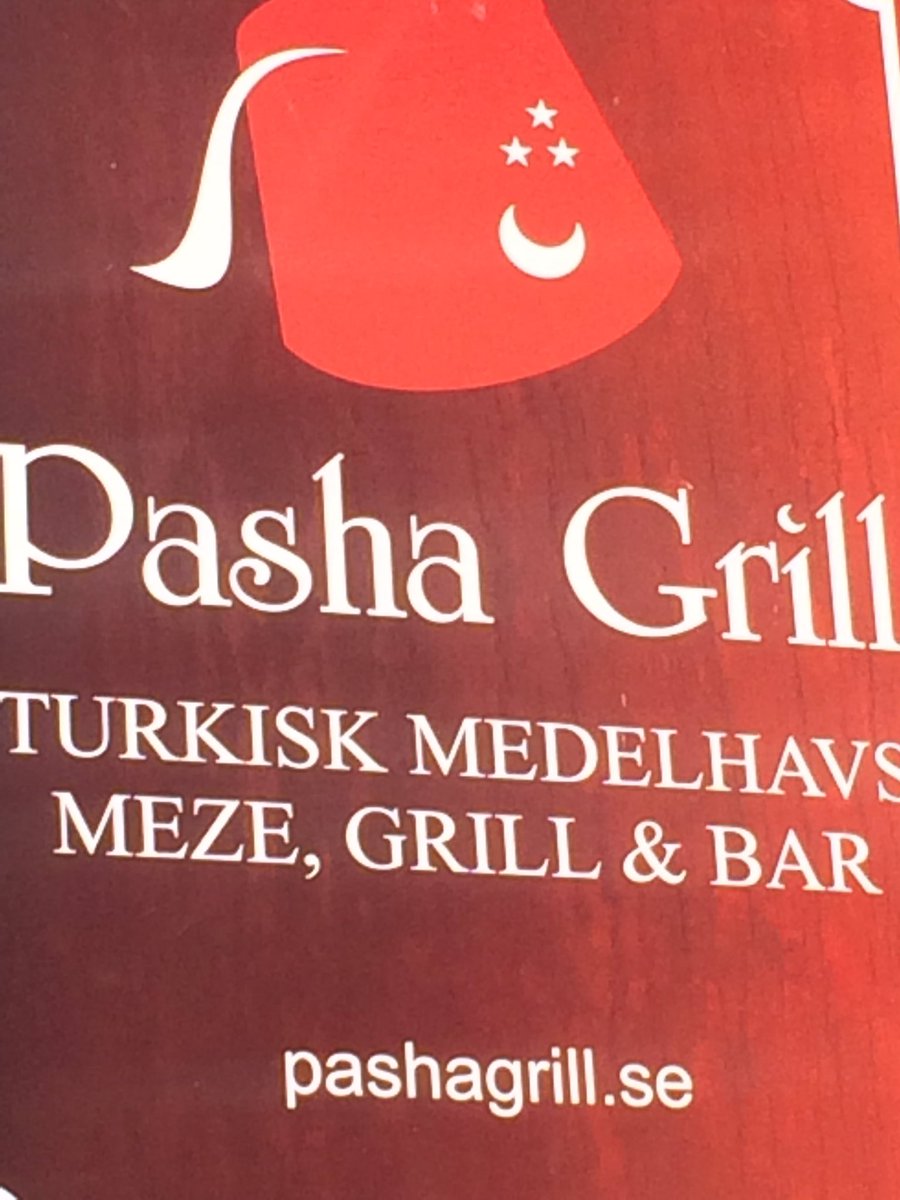 Pasha Grill
TURKISK MEDELHAVS
MEZE, GRILL & BAR
pashagrill.se